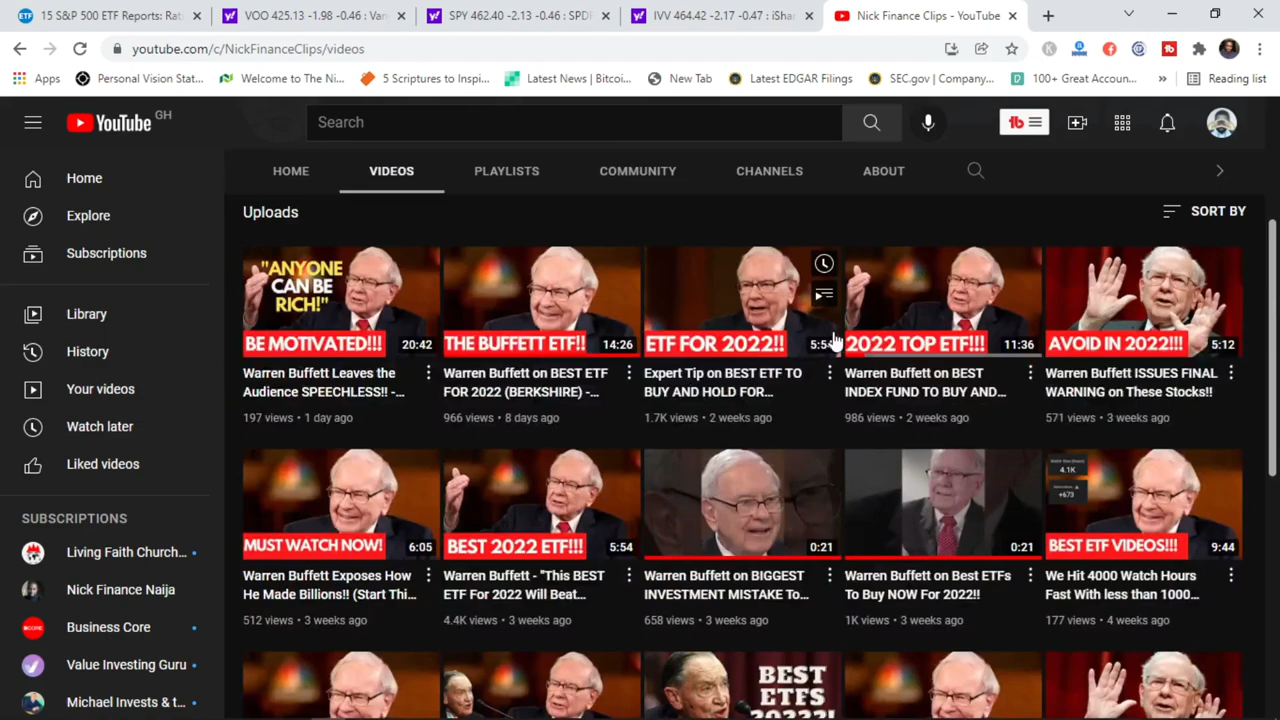 15 S&P 500 ETF Reports: Rat
VOO 425.13 -1.98 -0.46 : Van
SPY 462.40 -2.13 -0.46 : SPDF
IVV 464.42 -2.17 -0.47 : iShar
Nick Finance Clips - YouTube
youtube.com/c/NickFinanceClips/videos
Apps
Personal Vision Stat...
Welcome to The Ni...
5 Scriptures to Inspi...
Latest News | Bitcoi...
New Tab
Latest EDGAR Filings
SEC.gov | Company...
100+ Great Accoun...
Reading list
YouTube GH
Search
tb
HOME
VIDEOS
PLAYLISTS
COMMUNITY
CHANNELS
ABOUT
Home
Explore
Subscriptions
Library
History
Your videos
Watch later
Liked videos
SUBSCRIPTIONS
Living Faith Church...
Nick Finance Naija
Business Core
Value Investing Guru
Michael Invests & t...
Uploads
SORT BY
"ANYONE
CAN BE
RICH!"
BE MOTIVATED!!!
20:42
Warren Buffett Leaves the
Audience SPEECHLESS!! -...
197 views • 1 day ago
THE BUFFETT ETF!!
14:26
Warren Buffett on BEST ETF
FOR 2022 (BERKSHIRE) -...
966 views • 8 days ago
ETF FOR 2022!!
Expert Tip on BEST ETF TO
BUY AND HOLD FOR...
1.7K views • 2 weeks ago
2022 TOP ETF!!!
11:36
Warren Buffett on BEST
INDEX FUND TO BUY AND...
986 views • 2 weeks ago
AVOID IN 2022!!!
5:12
Warren Buffett ISSUES FINAL
WARNING on These Stocks!!
571 views • 3 weeks ago
MUST WATCH NOW!
6:05
Warren Buffett Exposes How
He Made Billions!! (Start Thi...
512 views • 3 weeks ago
BEST 2022 ETF!!!
5:54
Warren Buffett - "This BEST
ETF For 2022 Will Beat...
4.4K views • 3 weeks ago
0:21
Warren Buffett on BIGGEST
INVESTMENT MISTAKE To...
658 views • 3 weeks ago
0:21
Warren Buffett on Best ETFs
To Buy NOW For 2022!!
1K views • 3 weeks ago
4.1K
+673
BEST ETF VIDEOS!!!
9:44
We Hit 4000 Watch Hours
Fast With less than 1000...
177 views • 4 weeks ago
BEST
ETFS
2022!